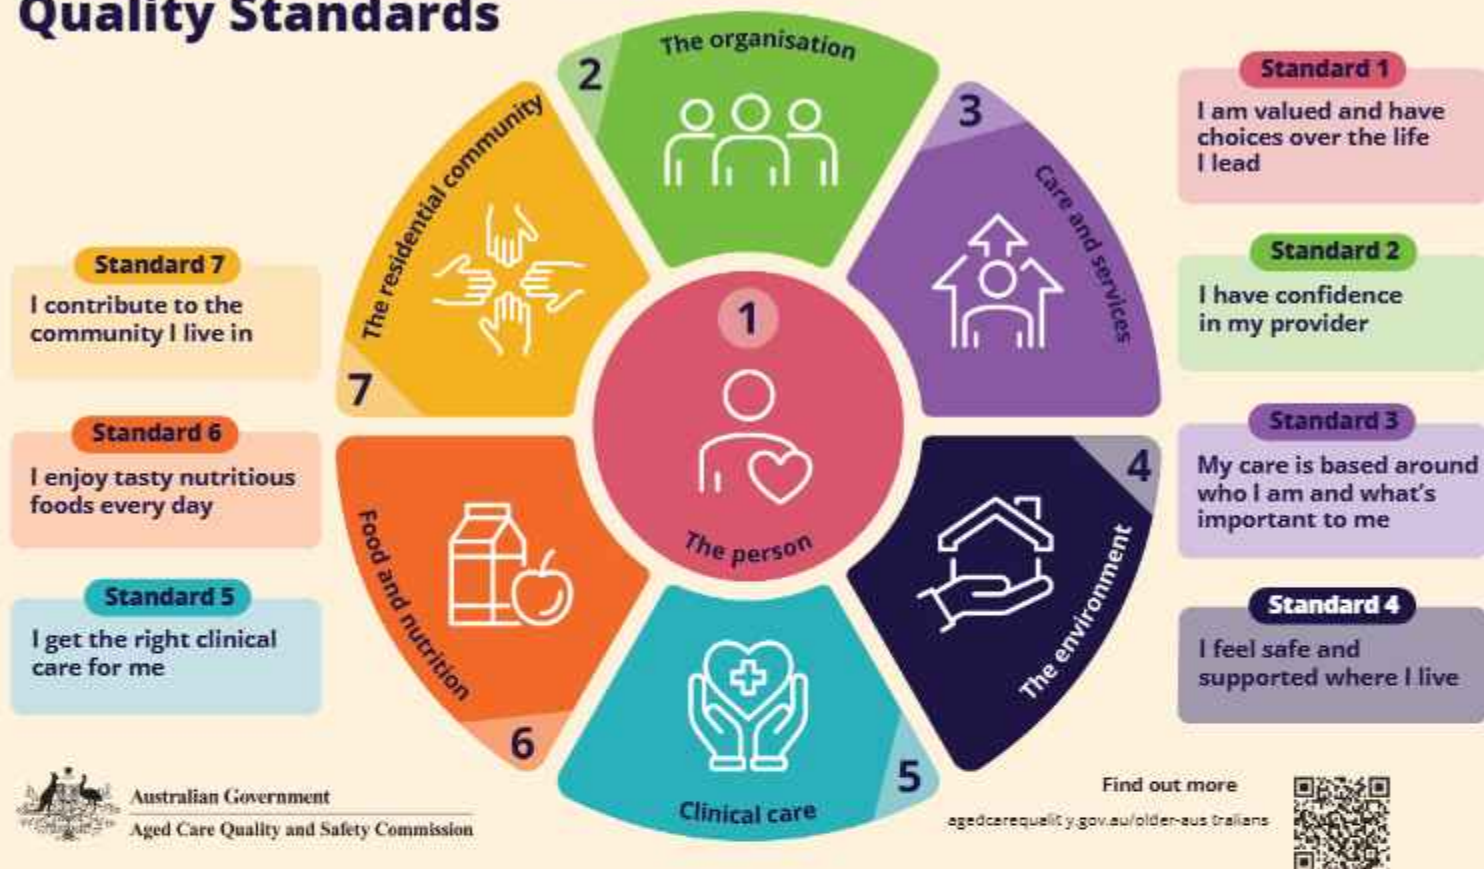 Quality Standards
2
The organisation
3
Care and services
4
The environment
5
Clinical care
6
Food and nutrition
7
The residential community
1
The person
Standard 1
I am valued and have
choices over the life
I lead
Standard 2
I have confidence
in my provider
Standard 3
My care is based around
who I am and what's
important to me
Standard 4
I feel safe and
supported where I live
Standard 7
I contribute to the
community I live in
Standard 6
I enjoy tasty nutritious
foods every day
Standard 5
I get the right clinical
care for me
Australian Government
Aged Care Quality and Safety Commission
Find out more
agedcarequalit y.gov.au/older-aus tralians